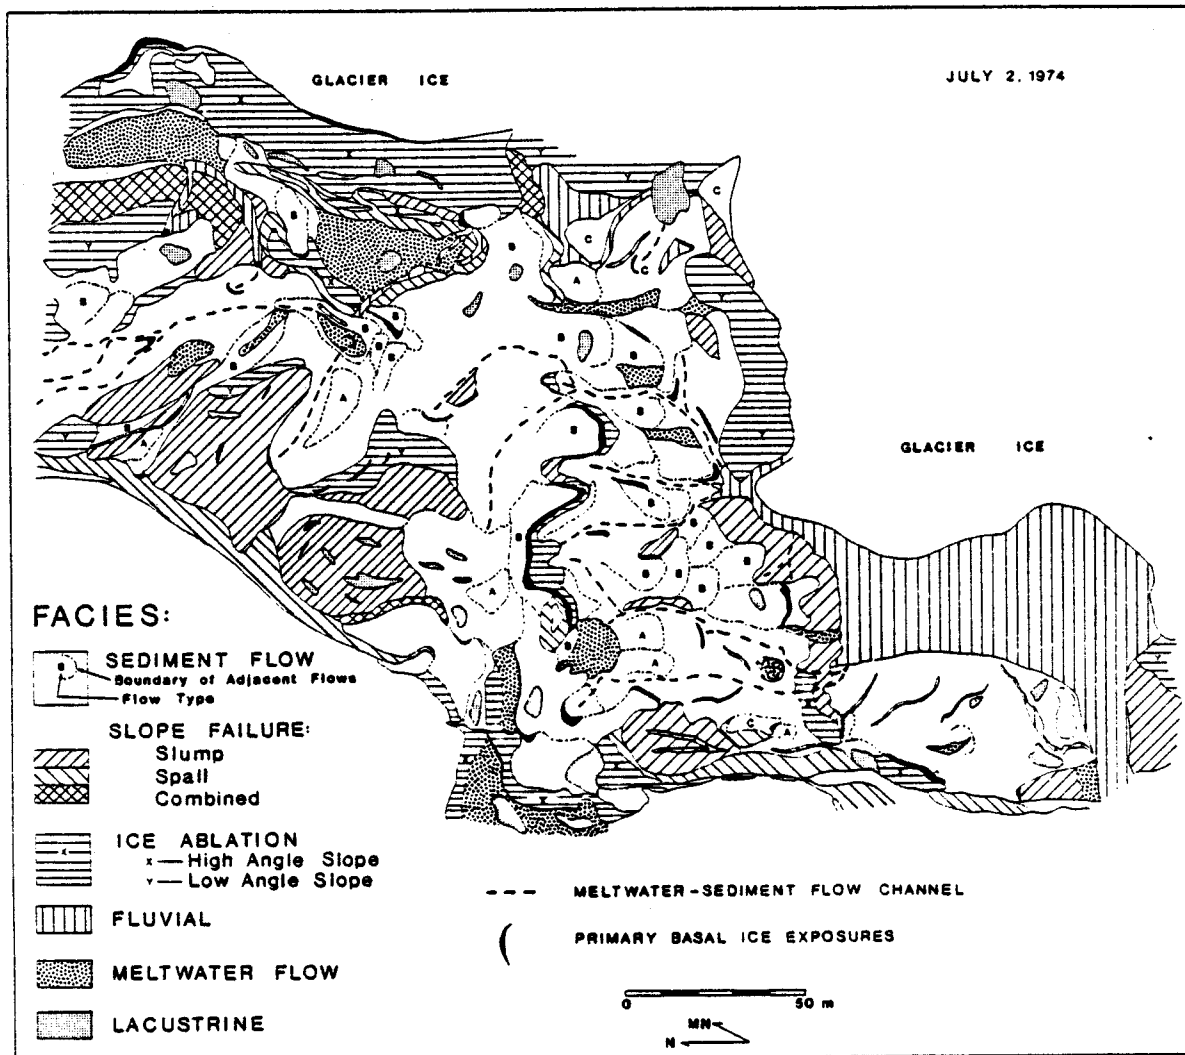 GLACIER ICE
JULY 2, 1974
GLACIER ICE
FACIES:
B
SEDIMENT FLOW
Boundary of Adjacent Flows
Flow Type
SLOPE FAILURE:
Slump
Spall
Combined
ICE ABLATION
x — High Angle Slope
Y — Low Angle Slope
FLUVIAL
MELTWATER FLOW
LACUSTRINE
MELTWATER-SEDIMENT FLOW CHANNEL
PRIMARY BASAL ICE EXPOSURES
0 50 m
MN
N